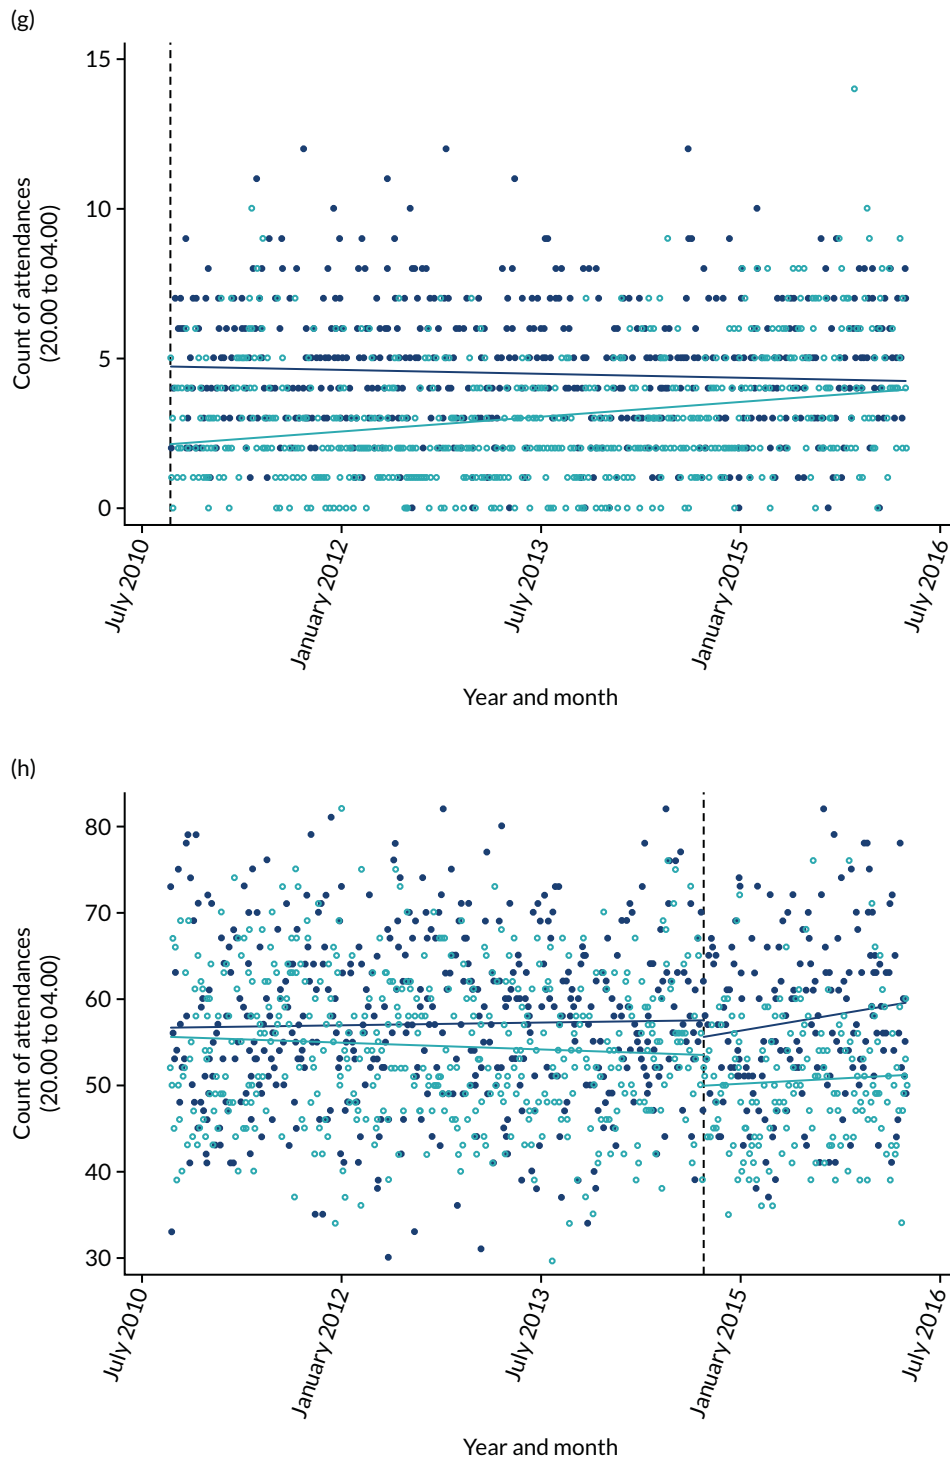 (g)
15
10
5
0
Count of attendances
(20.00 to 04.00)
July 2010
January 2012
July 2013
January 2015
July 2016
Year and month
(h)
80
70
60
50
40
30
Count of attendances
(20.00 to 04.00)
July 2010
January 2012
July 2013
January 2015
July 2016
Year and month